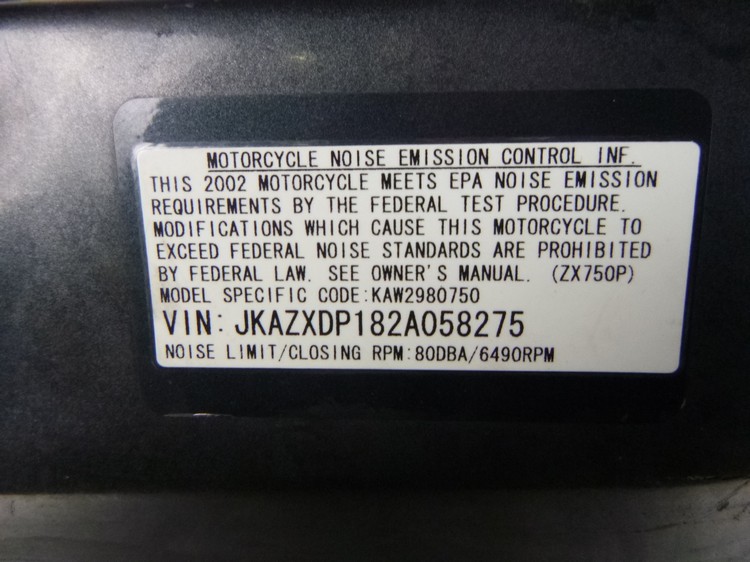 MOTORCYCLE NOISE EMISSION CONTROL INF.
THIS 2002 MOTORCYCLE MEETS EPA NOISE EMISSION
REQUIREMENTS BY THE FEDERAL TEST PROCEDURE.
MODIFICATIONS WHICH CAUSE THIS MOTORCYCLE TO
EXCEED FEDERAL NOISE STANDARDS ARE PROHIBITED
BY FEDERAL LAW. SEE OWNER'S MANUAL. (ZX750P)
MODEL SPECIFIC CODE:KAW2980750
VIN: JKAZXDP182A058275
NOISE LIMIT/CLOSING RPM:80DBA/6490RPM